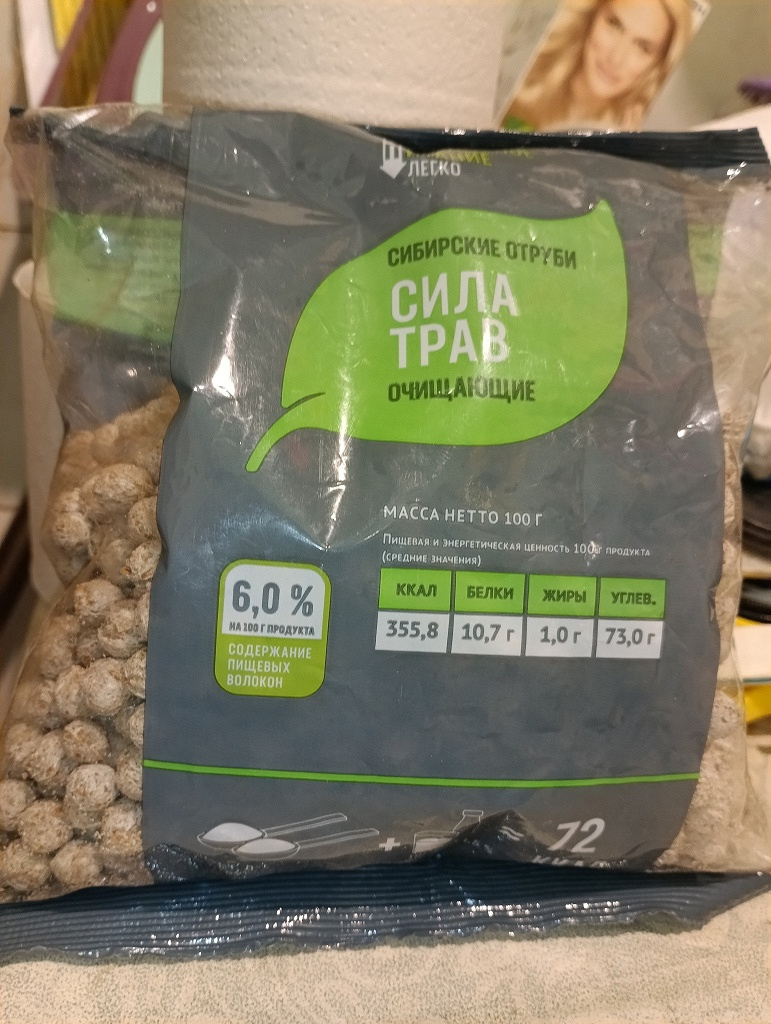 ЛЕГКО
СИБИРСКИЕ ОТРУБИ
СИЛА
ТРАВ
ОЧИЩАЮЩИЕ
МАССА НЕТТО 100 Г
ПИЩЕВАЯ И ЭНЕРГЕТИЧЕСКАЯ ЦЕННОСТЬ 100 г ПРОДУКТА
(СРЕДНИЕ ЗНАЧЕНИЯ)
ККАЛ БЕЛКИ ЖИРЫ УГЛЕВ.
355,8 10,7 г 1,0 г 73,0 г
6,0 %
НА 100 Г ПРОДУКТА
СОДЕРЖАНИЕ
ПИЩЕВЫХ
ВОЛОКОН
+ ≈ 72
ККАЛ